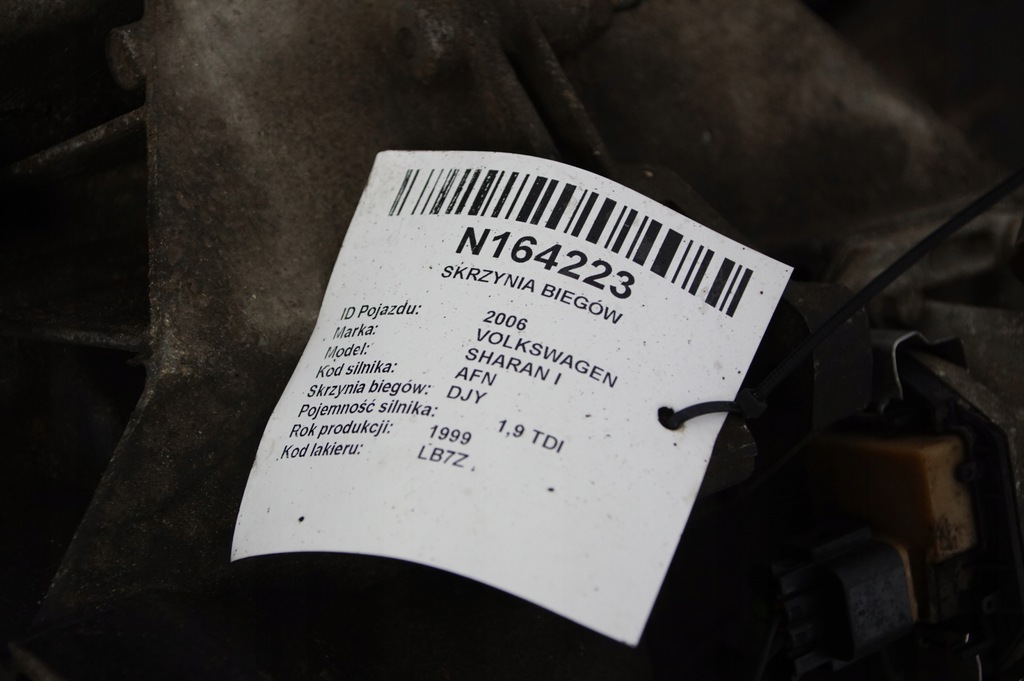 N164223
SKRZYNIA BIEGÓW
ID Pojazdu: 2006
Marka: VOLKSWAGEN
Model: SHARAN I
Kod silnika: AFN
Skrzynia biegów: DJY
Pojemność silnika: 1,9 TDI
Rok produkcji: 1999
Kod lakieru: LB7Z